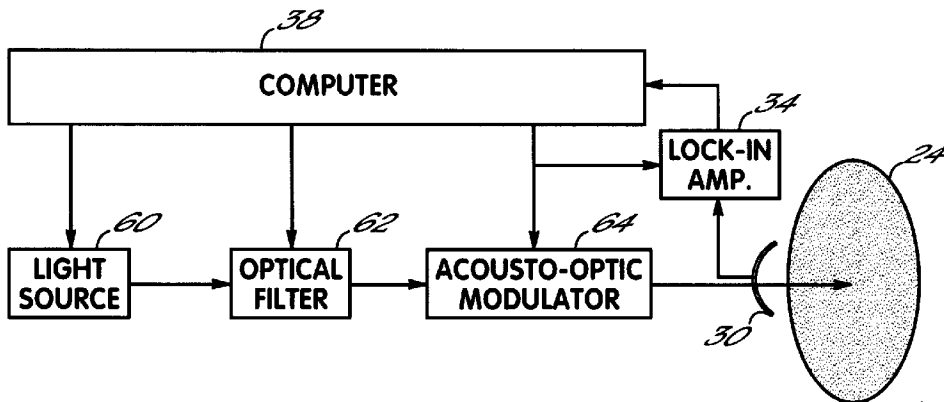 38
COMPUTER
34
LOCK-IN
AMP.
24
60
LIGHT
SOURCE
62
OPTICAL
FILTER
64
ACOUSTO-OPTIC
MODULATOR
30